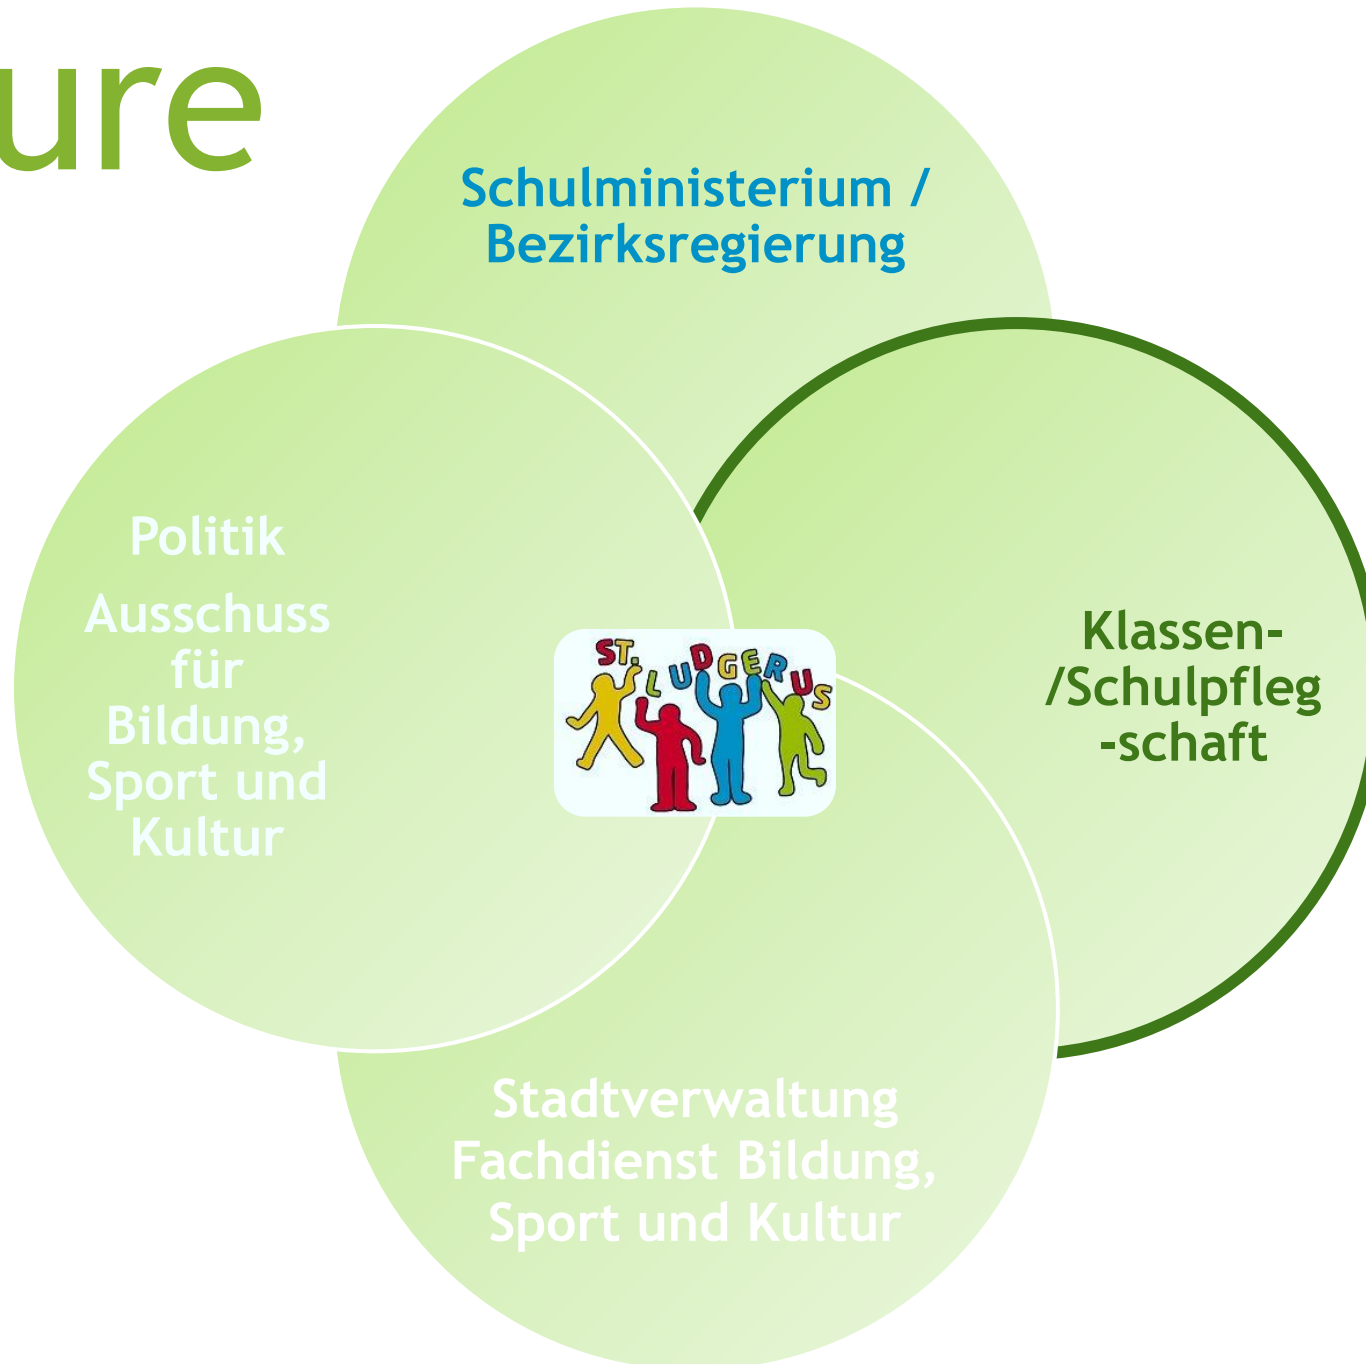 ure
Schulministerium /
Bezirksregierung
Politik
Ausschuss
für
Bildung,
Sport und
Kultur
ST.
LUDGERUS
Klassen-
/Schulpfleg
-schaft
Stadtverwaltung
Fachdienst Bildung,
Sport und Kultur